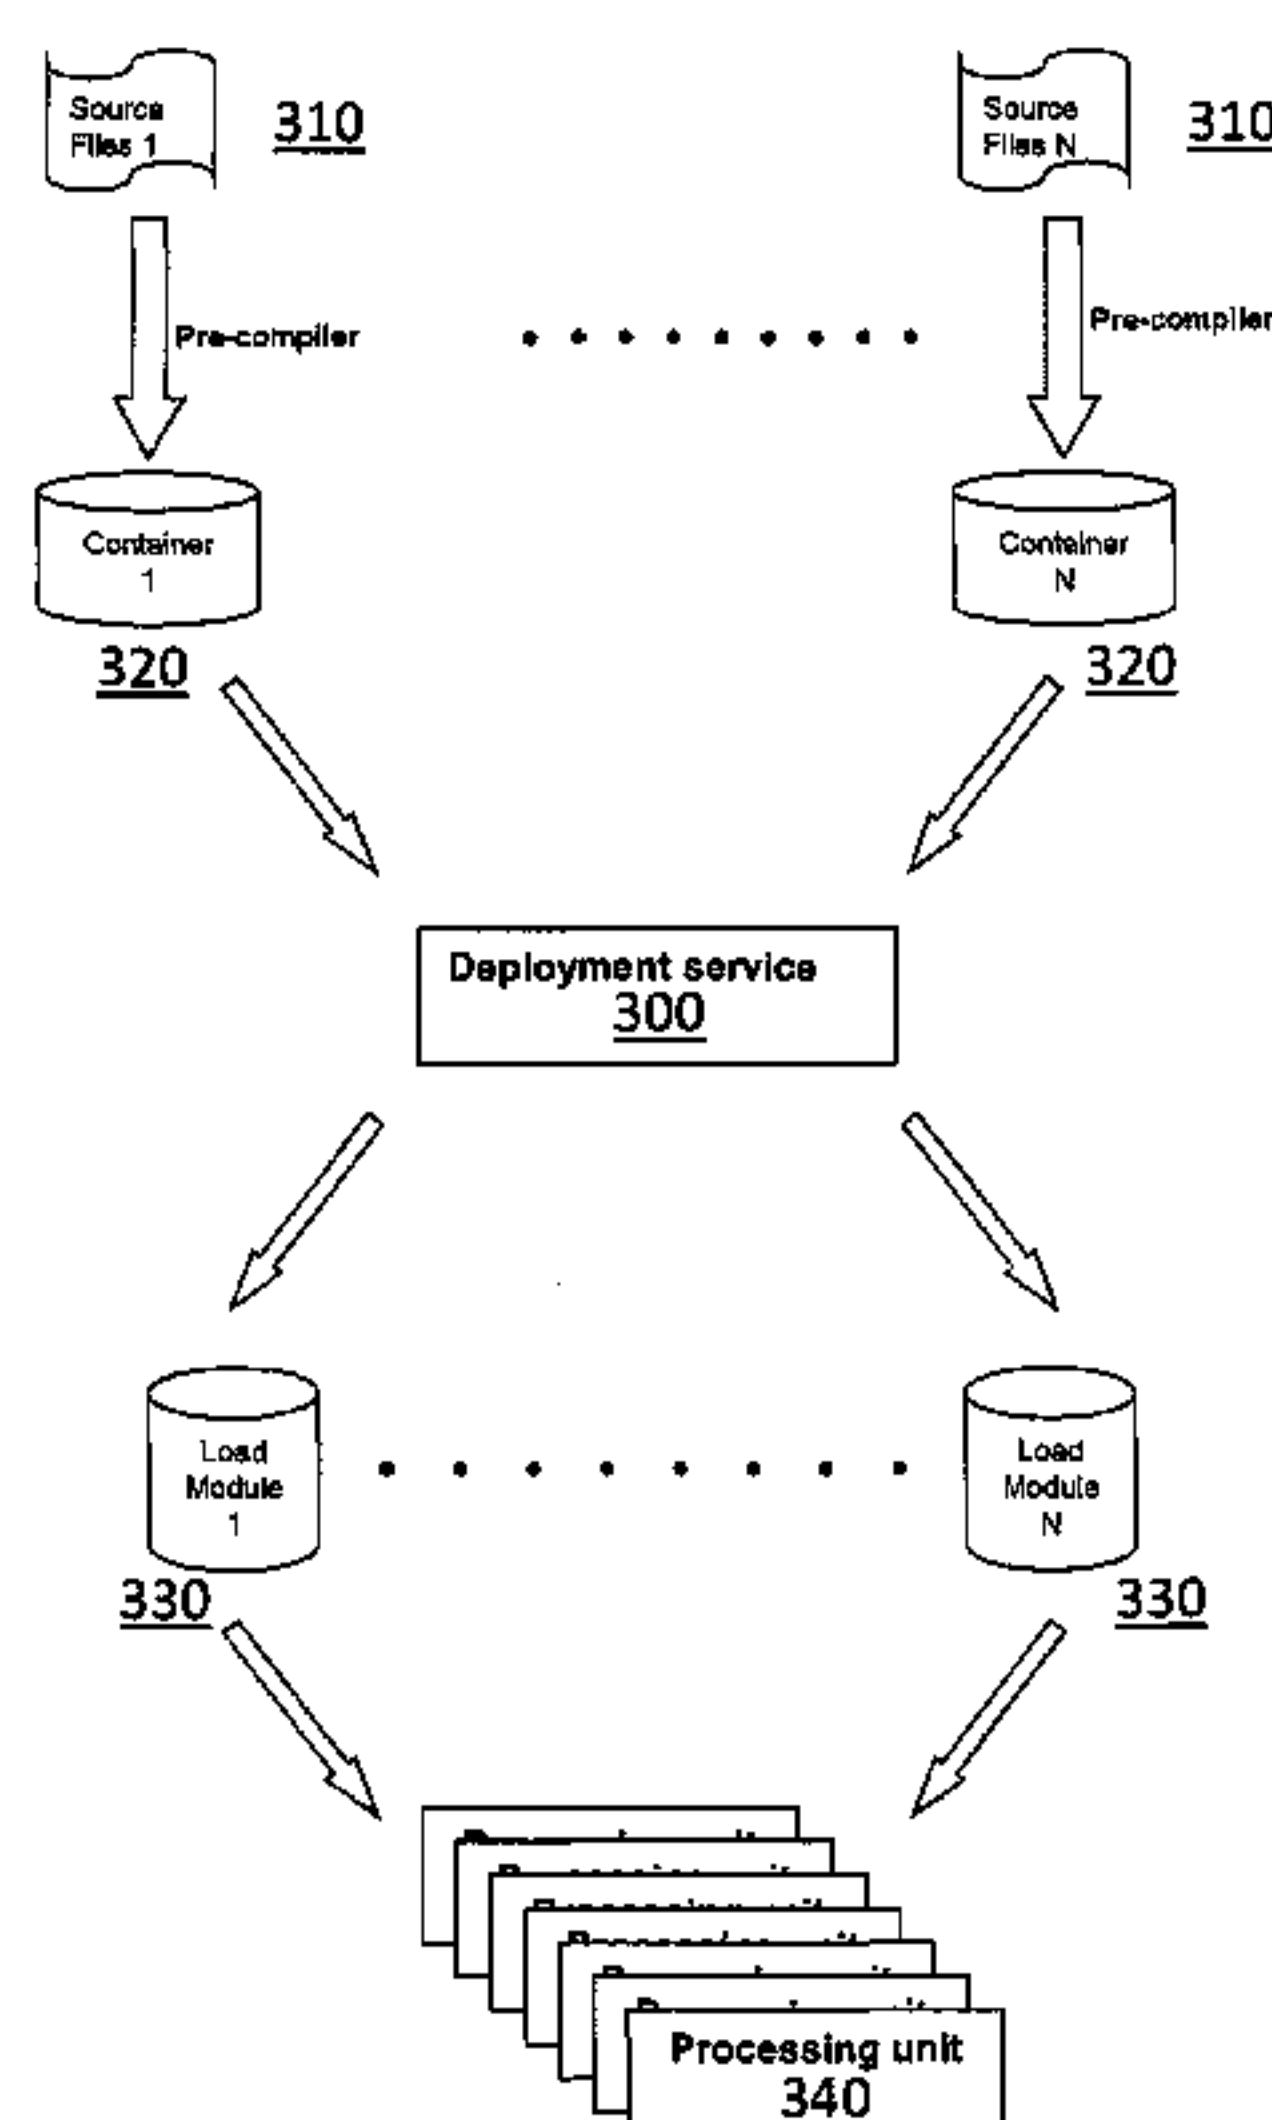 Source
Files 1
310
Source
Files N
310
Pre-compiler
Pre-compiler
Container
1
Container
N
320
320
Deployment service
300
Load
Module
1
Load
Module
N
330
330
Processing unit
340